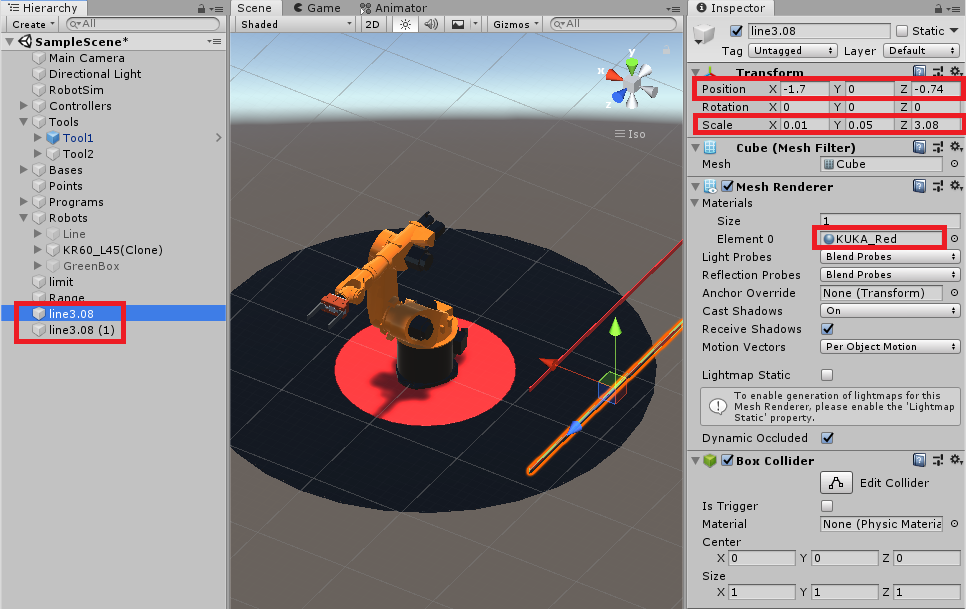 Hierarchy
Create
All
SampleScene*
Main Camera
Directional Light
RobotSim
Controllers
Tools
Tool1
Tool2
Bases
Points
Programs
Robots
Line
KR60_L45(Clone)
GreenBox
limit
Range
line3.08
line3.08 (1)
Scene
Game
Animator
Shaded
2D
Gizmos
All
y
x
z
Iso
Inspector
line3.08
Static
Tag Untagged Layer Default
Transform
Position X -1.7 Y 0 Z -0.74
Rotation X 0 Y 0 Z 0
Scale X 0.01 Y 0.05 Z 3.08
Cube (Mesh Filter)
Mesh Cube
Mesh Renderer
Materials
Size 1
Element 0 KUKA_Red
Light Probes Blend Probes
Reflection Probes Blend Probes
Anchor Override None (Transform)
Cast Shadows On
Receive Shadows
Motion Vectors Per Object Motion
Lightmap Static
To enable generation of lightmaps for this
Mesh Renderer, please enable the 'Lightmap
Static' property.
Dynamic Occluded
Box Collider
Edit Collider
Is Trigger
Material None (Physic Materia
Center
X 0 Y 0 Z 0
Size
X 1 Y 1 Z 1